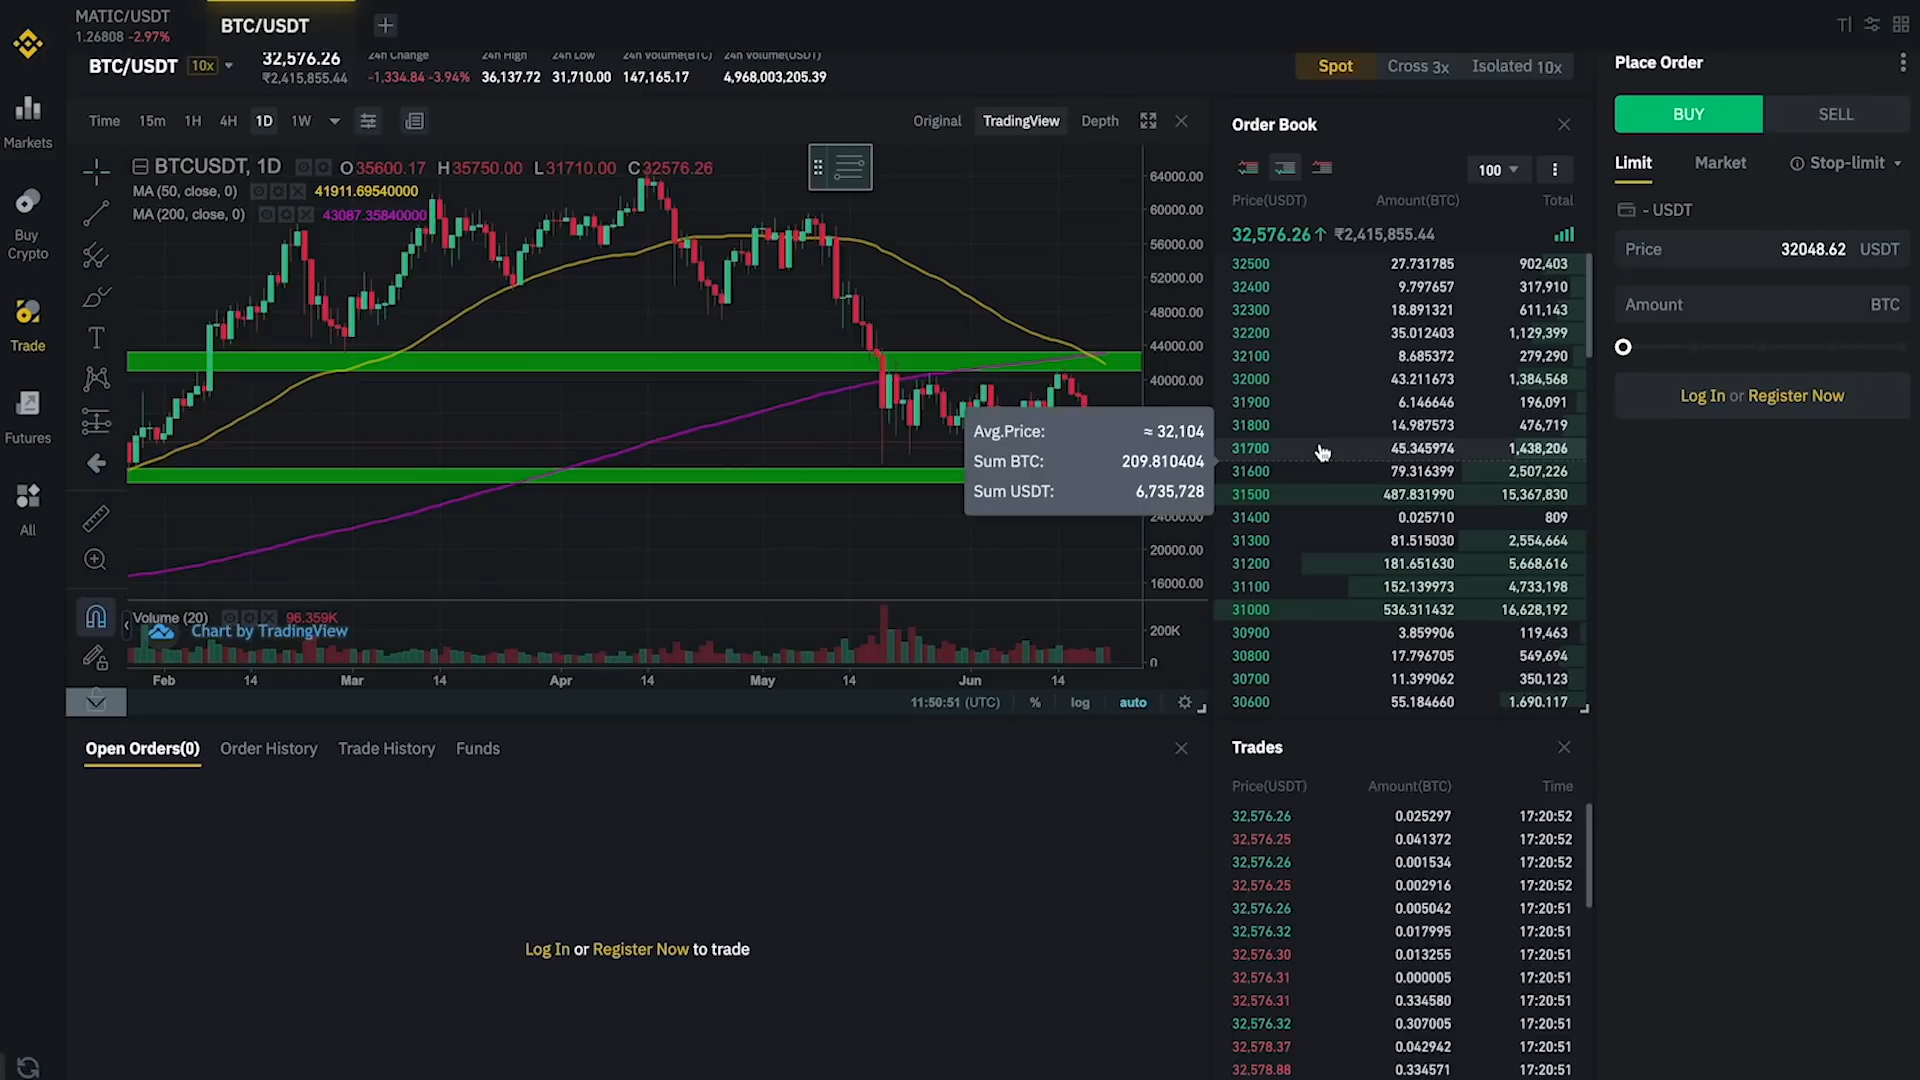 MATIC/USDT
1.26808 -2.97%
BTC/USDT
BTC/USDT 10x
32,576.26
₹2,415,855.44
24h Change
-1,334.84 -3.94%
24h High
36,137.72
24h Low
31,710.00
24h Volume(BTC)
147,165.17
24h Volume(USDT)
4,968,003,205.39
Spot Cross 3x Isolated 10x
Markets
Buy
Crypto
Trade
Futures
All
Time 15m 1H 4H 1D 1W
Original TradingView Depth
BTCUSDT, 1D O35600.17 H35750.00 L31710.00 C32576.26
MA (50, close, 0) 41911.69540000
MA (200, close, 0) 43087.35840000
64000.00
60000.00
56000.00
52000.00
48000.00
44000.00
40000.00
24000.00
20000.00
16000.00
Avg.Price: ≈ 32,104
Sum BTC: 209.810404
Sum USDT: 6,735,728
Volume (20) 96.359K
Chart by TradingView
200K
0
Feb 14 Mar 14 Apr 14 May 14 Jun 14
11:50:51 (UTC) % log auto
Open Orders(0) Order History Trade History Funds
Log In or Register Now to trade
Order Book
100
Price(USDT) Amount(BTC) Total
32,576.26↑ ₹2,415,855.44
32500 27.731785 902,403
32400 9.797657 317,910
32300 18.891321 611,143
32200 35.012403 1,129,399
32100 8.685372 279,290
32000 43.211673 1,384,568
31900 6.146646 196,091
31800 14.987573 476,719
31700 45.345974 1,438,206
31600 79.316399 2,507,226
31500 487.831990 15,367,830
31400 0.025710 809
31300 81.515030 2,554,664
31200 181.651630 5,668,616
31100 152.139973 4,733,198
31000 536.311432 16,628,192
30900 3.859906 119,463
30800 17.796705 549,694
30700 11.399062 350,123
30600 55.184660 1,690,117
Trades
Price(USDT) Amount(BTC) Time
32,576.26 0.025297 17:20:52
32,576.25 0.041372 17:20:52
32,576.26 0.001534 17:20:52
32,576.25 0.002916 17:20:52
32,576.26 0.005042 17:20:51
32,576.32 0.017995 17:20:51
32,576.30 0.013255 17:20:51
32,576.31 0.000005 17:20:51
32,576.31 0.334580 17:20:51
32,576.32 0.307005 17:20:51
32,578.37 0.042942 17:20:51
32,578.88 0.334571 17:20:51
Place Order
BUY SELL
Limit Market Stop-limit
- USDT
Price 32048.62 USDT
Amount BTC
Log In or Register Now